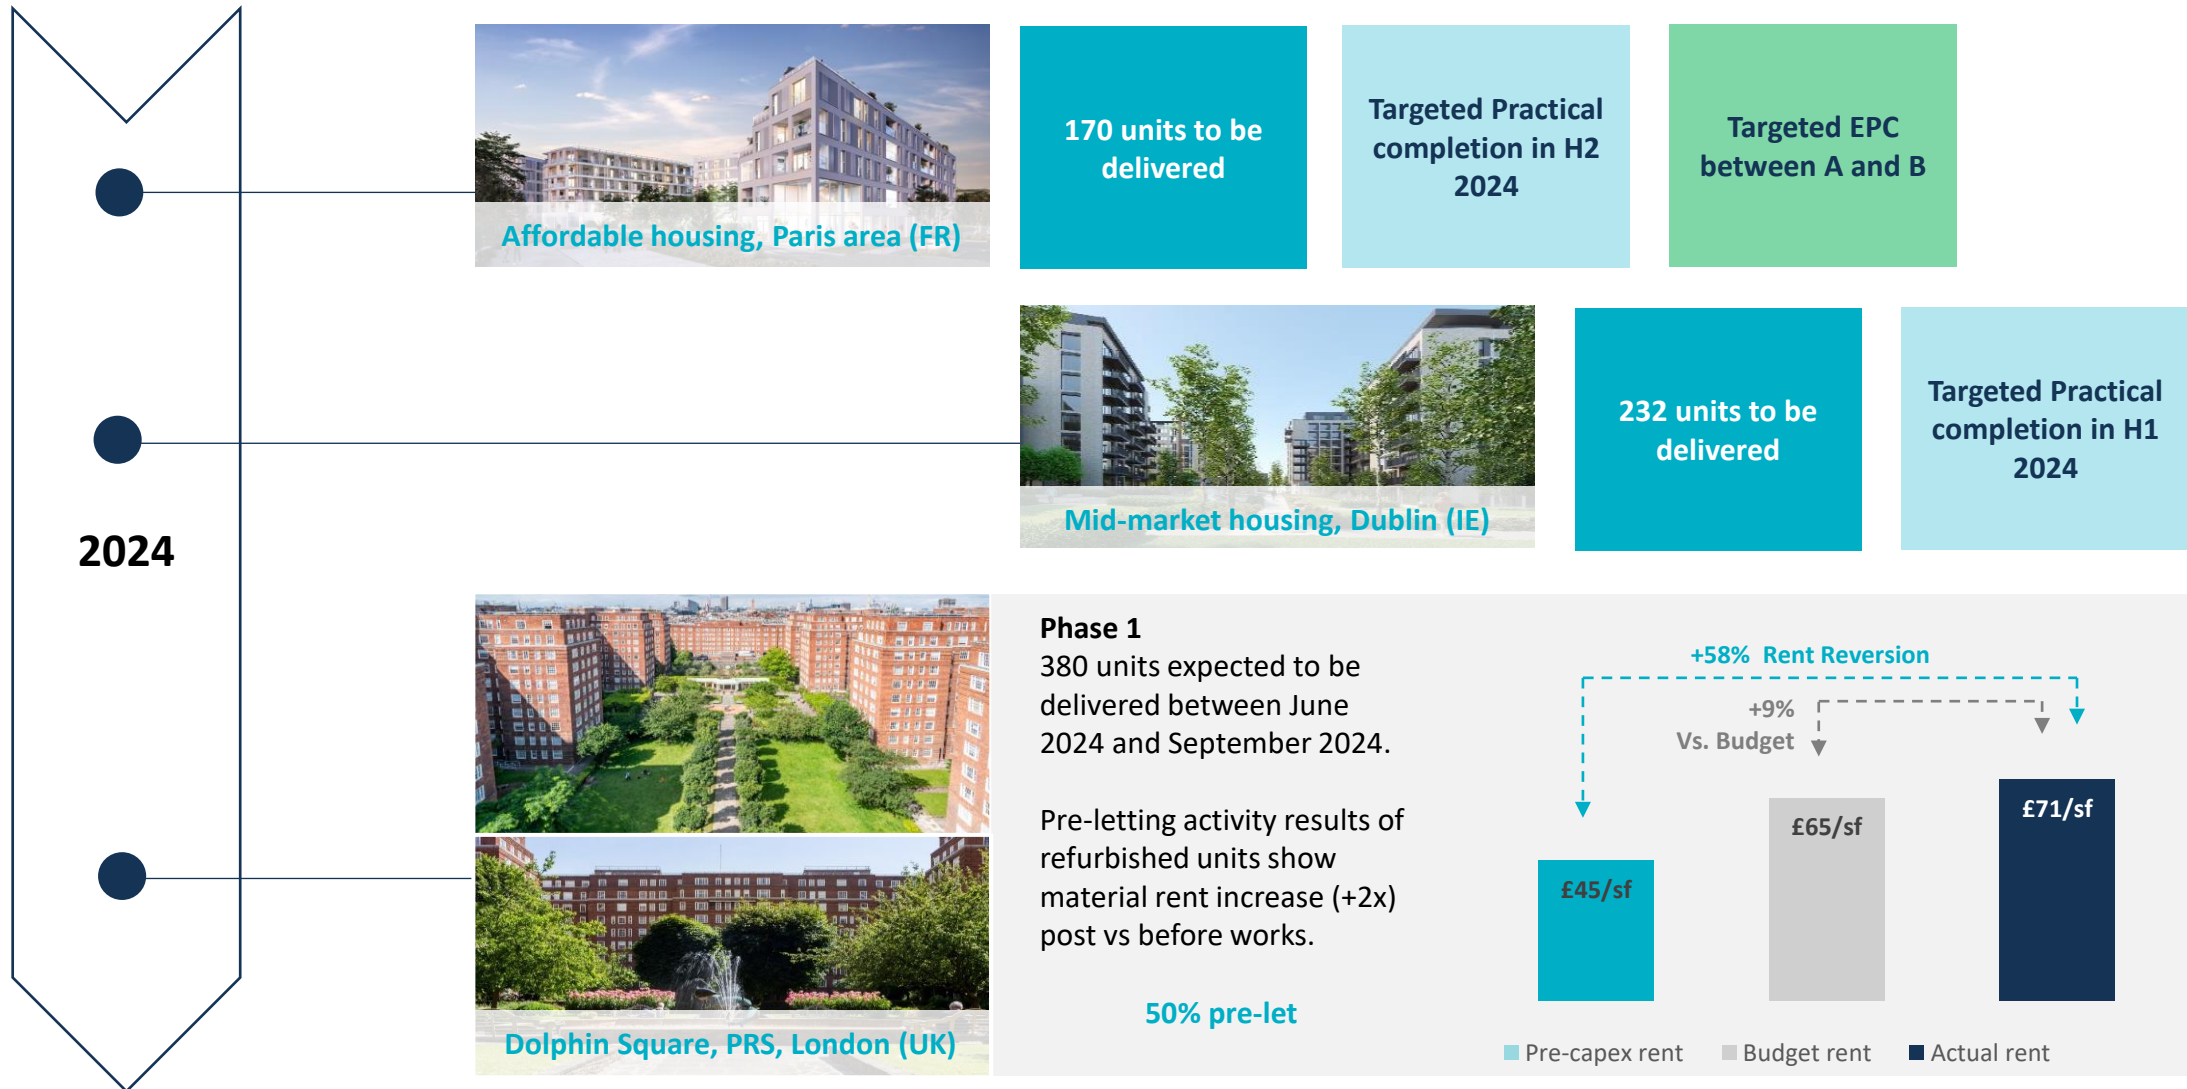 Affordable housing, Paris area (FR)
170 units to be
delivered
Targeted Practical
completion in H2
2024
Targeted EPC
between A and B
Mid-market housing, Dublin (IE)
232 units to be
delivered
Targeted Practical
completion in H1
2024
2024
Dolphin Square, PRS, London (UK)
Phase 1
380 units expected to be
delivered between June
2024 and September 2024.
Pre-letting activity results of
refurbished units show
material rent increase (+2x)
post vs before works.
50% pre-let
+58% Rent Reversion
+9%
Vs. Budget
£45/sf
£65/sf
£71/sf
Pre-capex rent
Budget rent
Actual rent